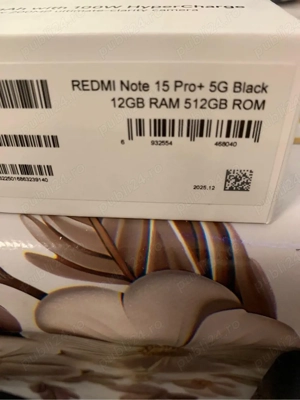 with 100W HyperCharge
REDMI Note 15 Pro+ 5G Black
12GB RAM 512GB ROM
6 932554 468040
2025.12